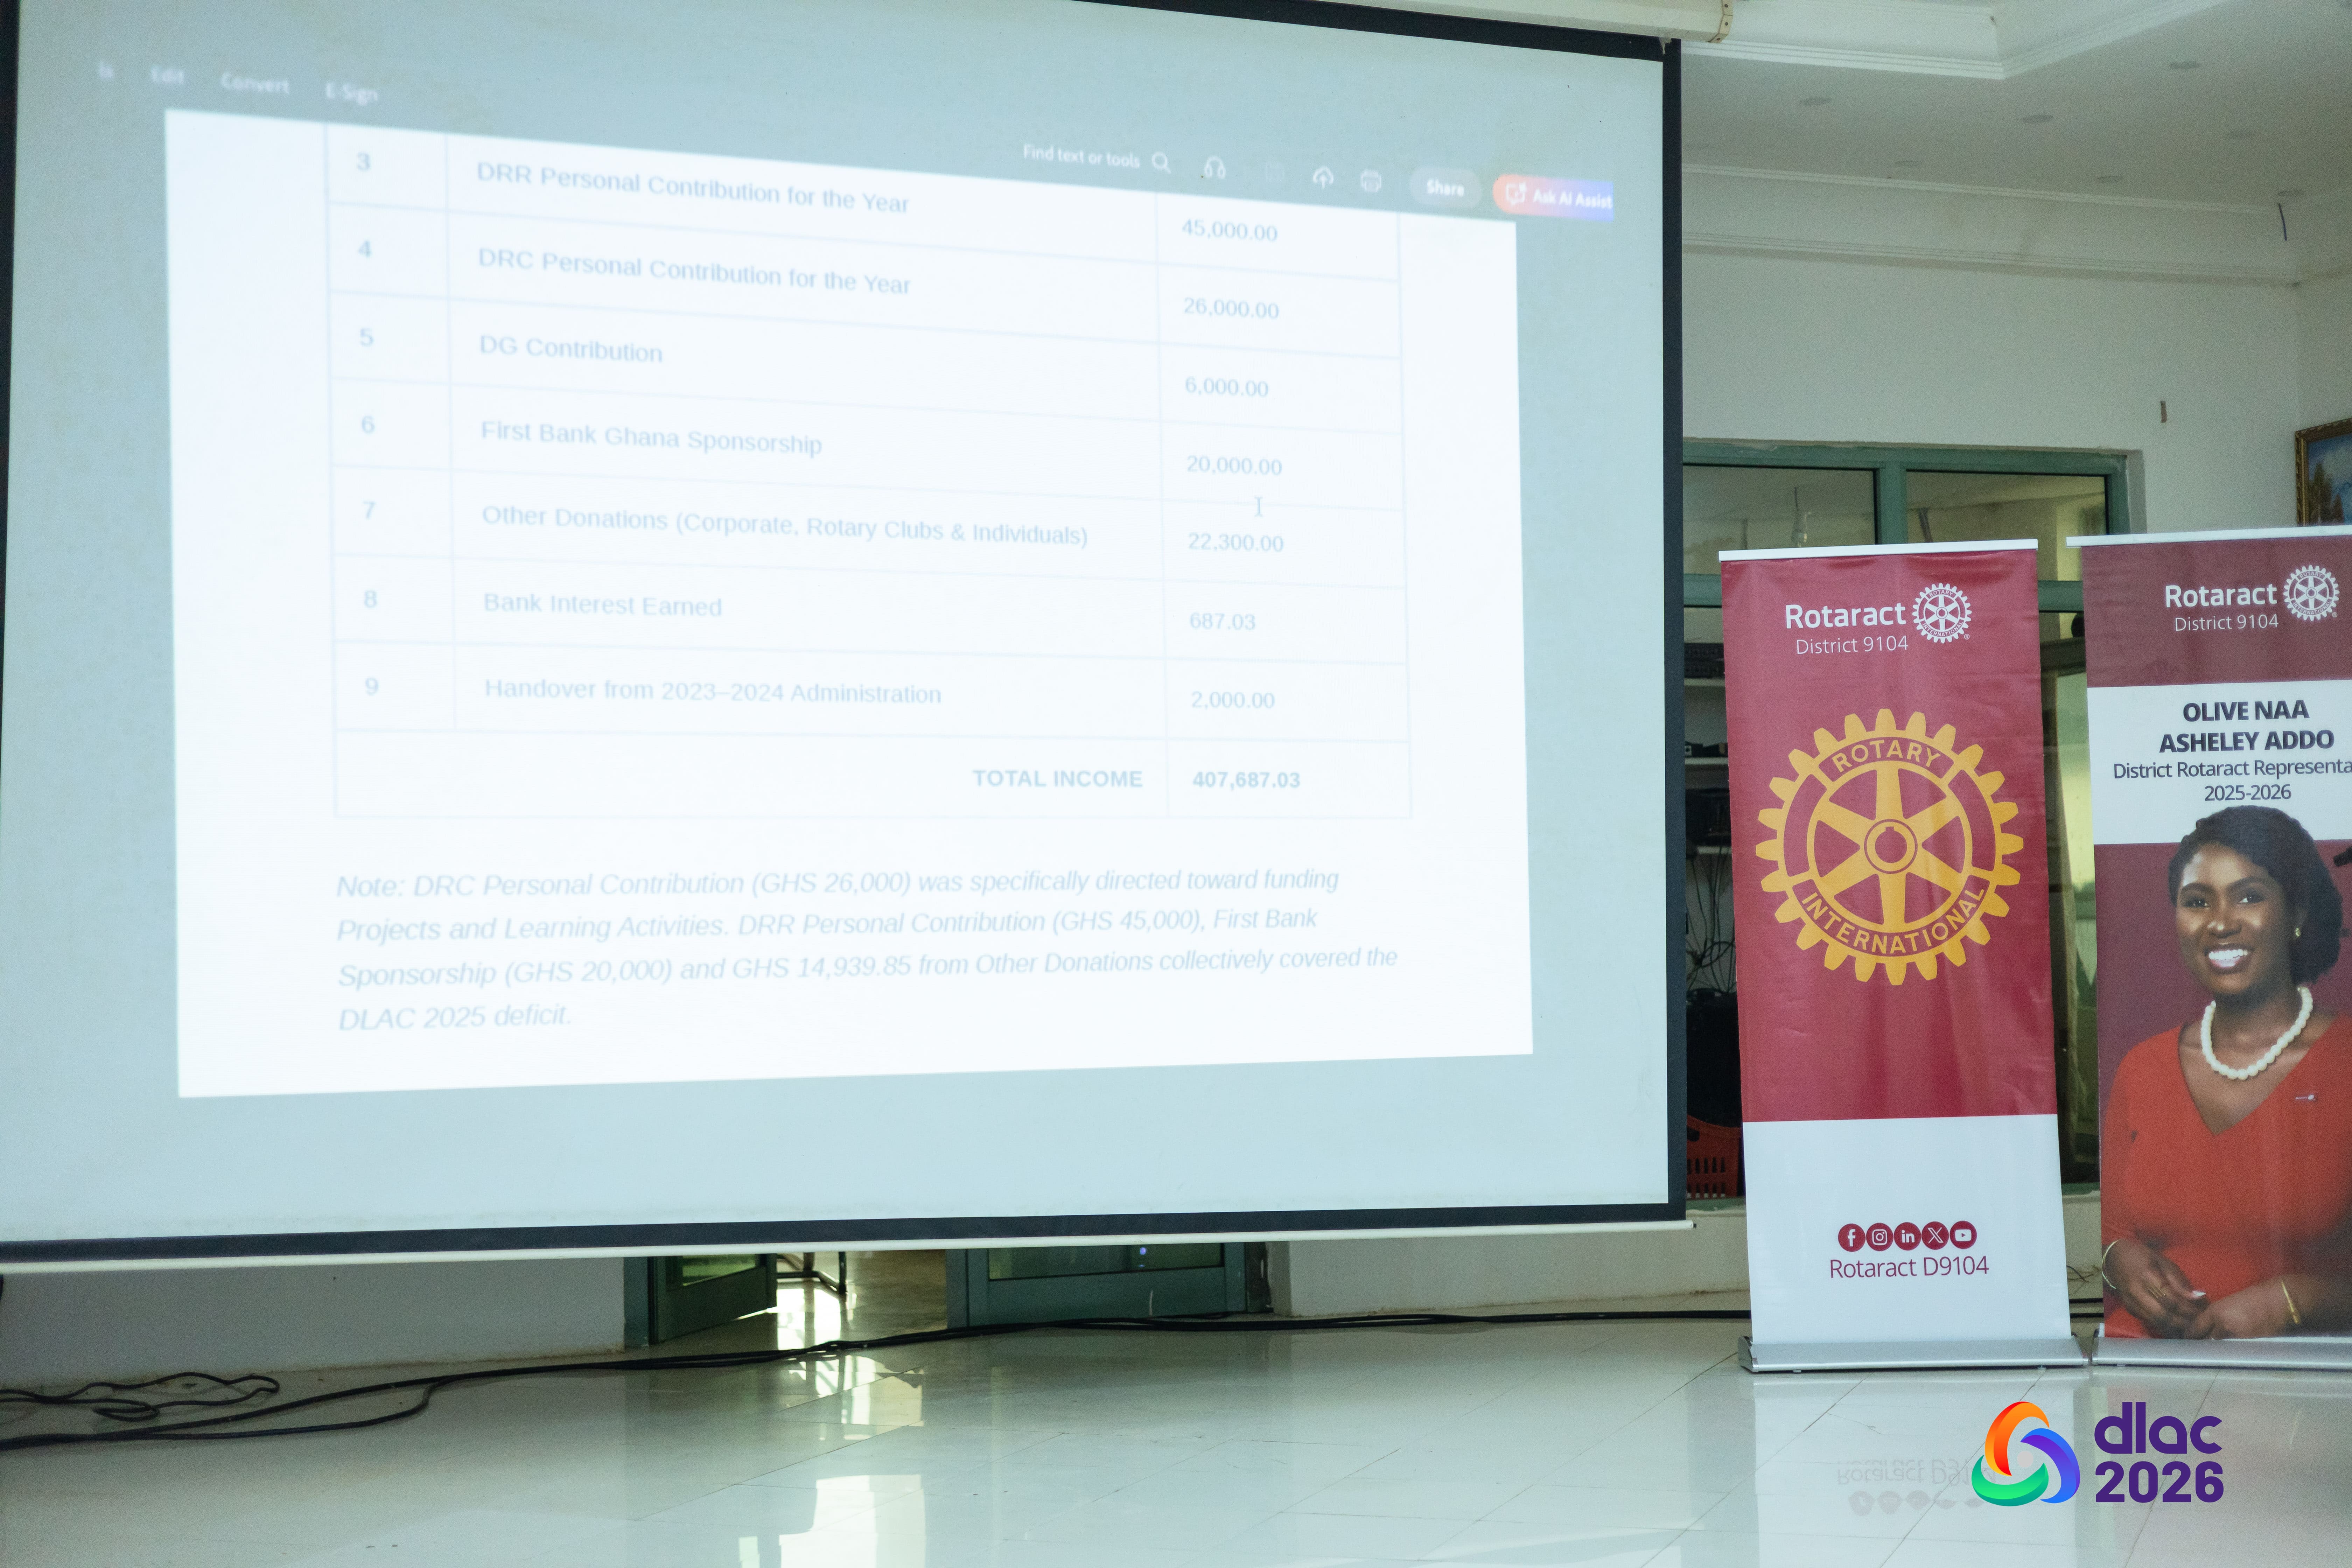 Edit Convert E-Sign
Find text or tools
Share
Ask AI Assist
3 DRR Personal Contribution for the Year 45,000.00
4 DRC Personal Contribution for the Year 26,000.00
5 DG Contribution 6,000.00
6 First Bank Ghana Sponsorship 20,000.00
7 Other Donations (Corporate, Rotary Clubs & Individuals) 22,300.00
8 Bank Interest Earned 687.03
9 Handover from 2023–2024 Administration 2,000.00
TOTAL INCOME 407,687.03
Note: DRC Personal Contribution (GHS 26,000) was specifically directed toward funding
Projects and Learning Activities. DRR Personal Contribution (GHS 45,000), First Bank
Sponsorship (GHS 20,000) and GHS 14,939.85 from Other Donations collectively covered the
DLAC 2025 deficit.
Rotaract
District 9104
ROTARY
INTERNATIONAL
Rotaract D9104
Rotaract
District 9104
OLIVE NAA
ASHELEY ADDO
District Rotaract Representa
2025-2026
dlac
2026